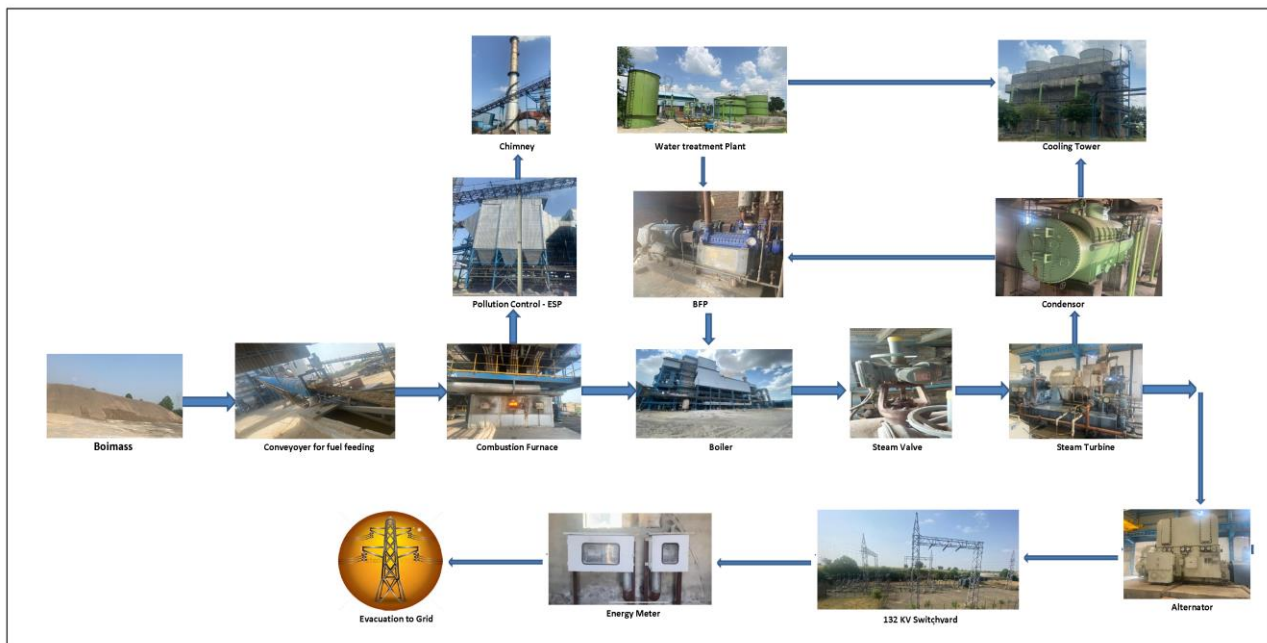 Chimney
Water treatment Plant
Cooling Tower
Pollution Control - ESP
BFP
Condensor
Boimass
Conveyoyer for fuel feeding
Combustion Furnace
Boiler
Steam Valve
Steam Turbine
Evacuation to Grid
Energy Meter
132 KV Switchyard
Alternator